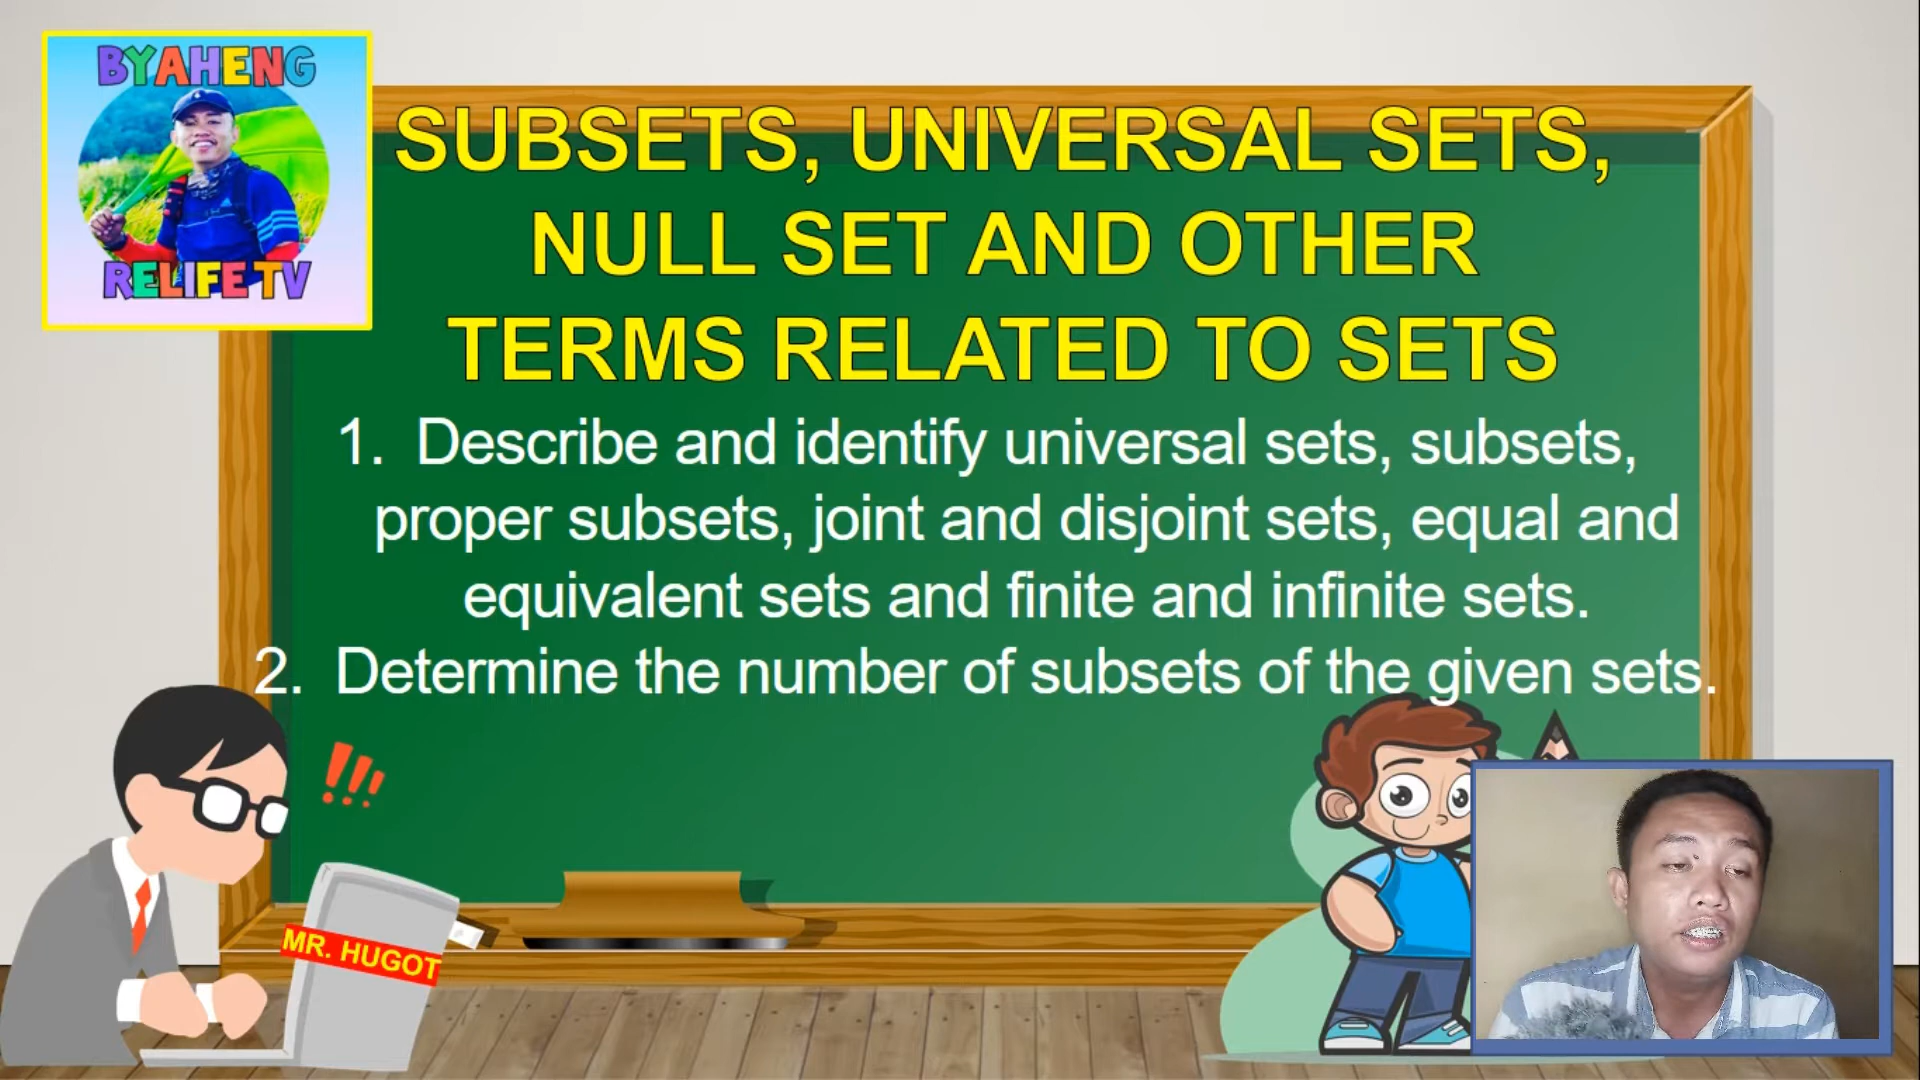 BYAHENG
RELIFE TV
SUBSETS, UNIVERSAL SETS,
NULL SET AND OTHER
TERMS RELATED TO SETS
1. Describe and identify universal sets, subsets,
proper subsets, joint and disjoint sets, equal and
equivalent sets and finite and infinite sets.
2. Determine the number of subsets of the given sets.
!!!
MR. HUGOT